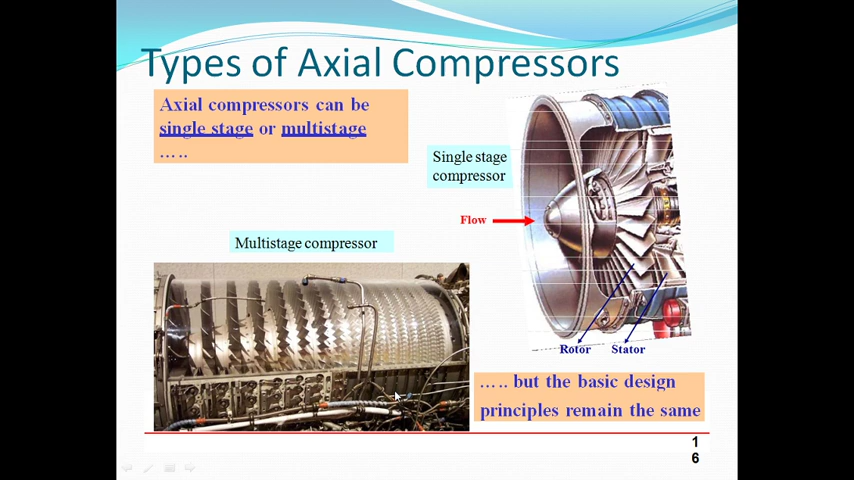 Types of Axial Compressors
Axial compressors can be
single stage or multistage
.....
Single stage
compressor
Flow
Multistage compressor
Rotor Stator
..... but the basic design
principles remain the same
1
6